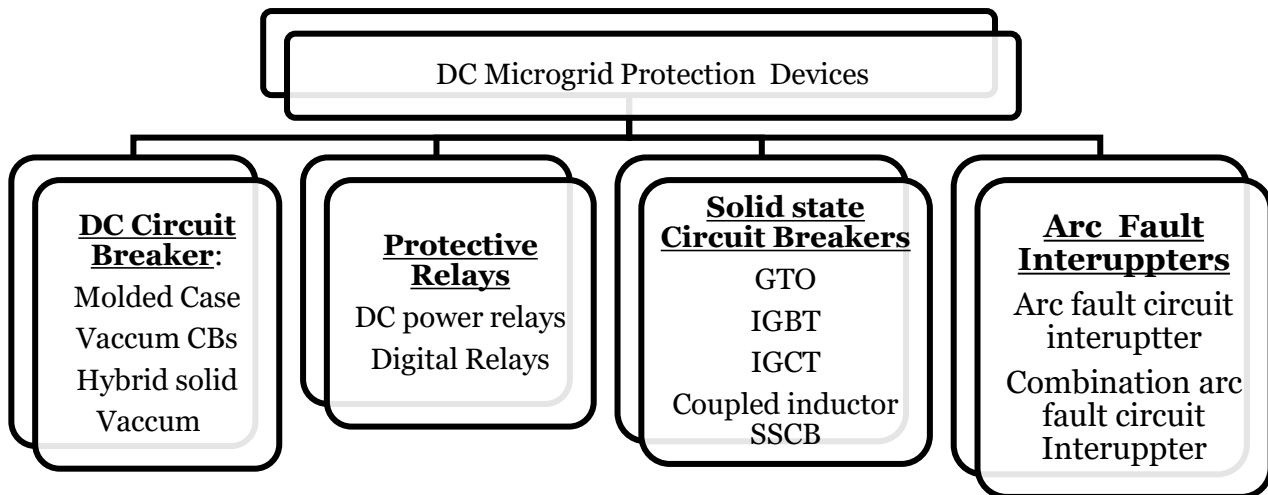 DC Microgrid Protection Devices
DC Circuit
Breaker:
Molded Case
Vaccum CBs
Hybrid solid
Vaccum
Protective
Relays
DC power relays
Digital Relays
Solid state
Circuit Breakers
GTO
IGBT
IGCT
Coupled inductor
SSCB
Arc Fault
Interuppters
Arc fault circuit
interuptter
Combination arc
fault circuit
Interuppter